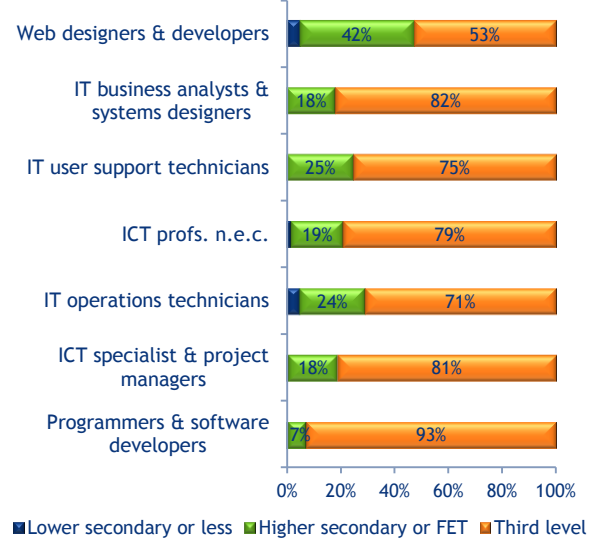 Web designers & developers
42% 53%
IT business analysts &
systems designers
18% 82%
IT user support technicians
25% 75%
ICT profs. n.e.c.
19% 79%
IT operations technicians
24% 71%
ICT specialist & project
managers
18% 81%
Programmers & software
developers
7% 93%
0% 20% 40% 60% 80% 100%
Lower secondary or less Higher secondary or FET Third level